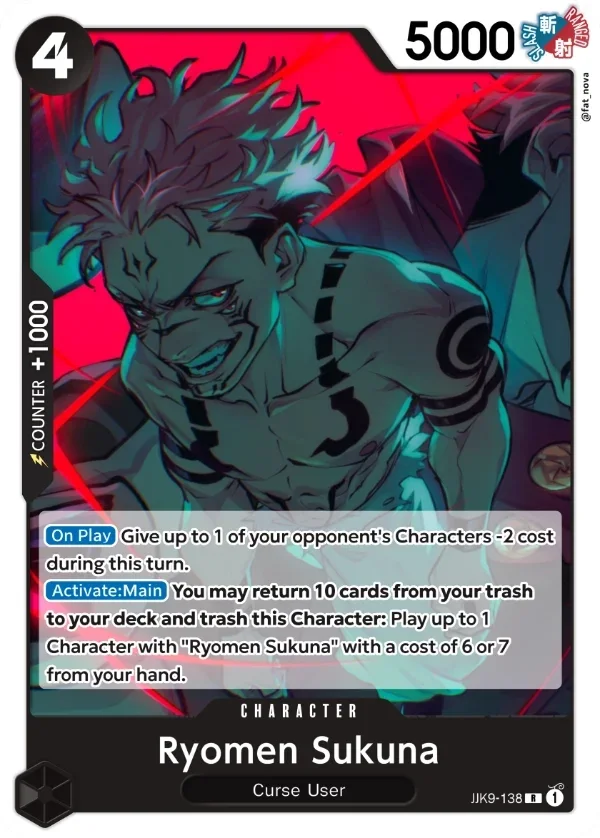 4
5000
斬
射
SLASH
RANGED
@fat_nova
COUNTER +1000
On Play Give up to 1 of your opponent's Characters -2 cost
during this turn.
Activate:Main You may return 10 cards from your trash
to your deck and trash this Character: Play up to 1
Character with "Ryomen Sukuna" with a cost of 6 or 7
from your hand.
CHARACTER
Ryomen Sukuna
Curse User
JJK9-138 R 1